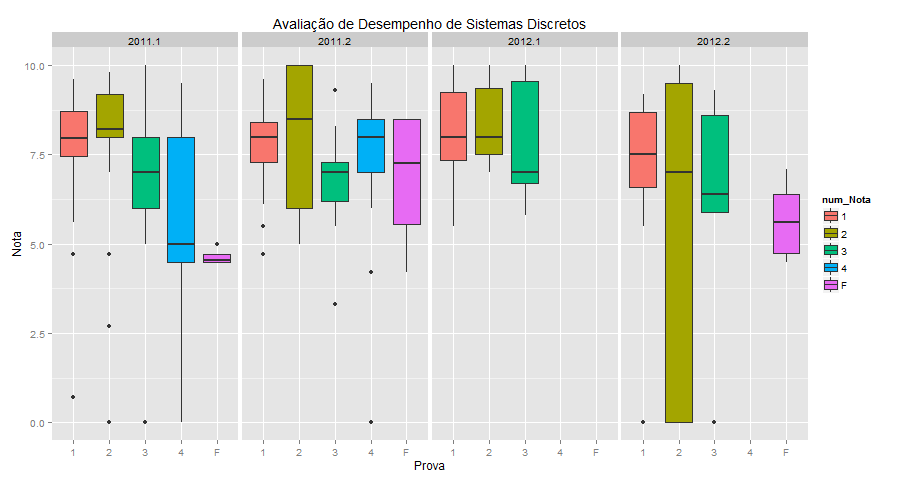 Avaliação de Desempenho de Sistemas Discretos
2011.1 2011.2 2012.1 2012.2
10.0
7.5
5.0
2.5
0.0
Nota
1 2 3 4 F 1 2 3 4 F 1 2 3 4 F 1 2 3 4 F
Prova
num_Nota
1
2
3
4
F